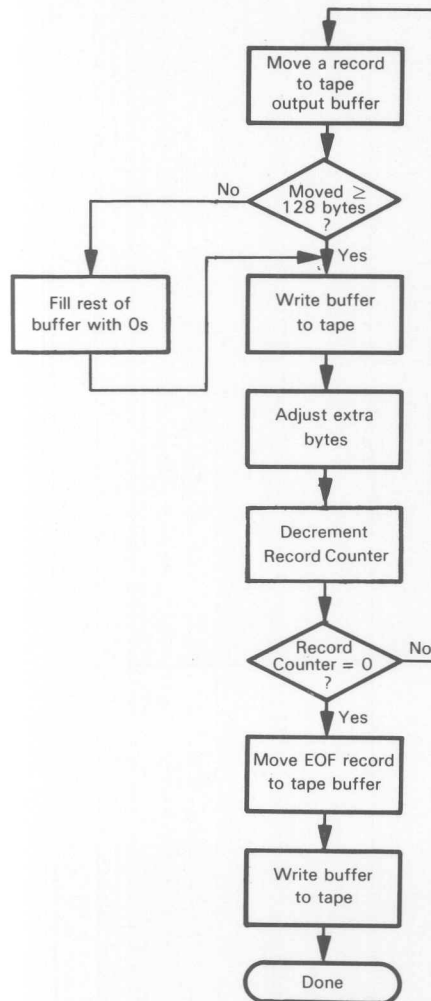 Move a record
to tape
output buffer
No
Moved ≥
128 bytes
?
Yes
Fill rest of
buffer with 0s
Write buffer
to tape
Adjust extra
bytes
Decrement
Record Counter
Record
Counter = 0
?
No
Yes
Move EOF record
to tape buffer
Write buffer
to tape
Done